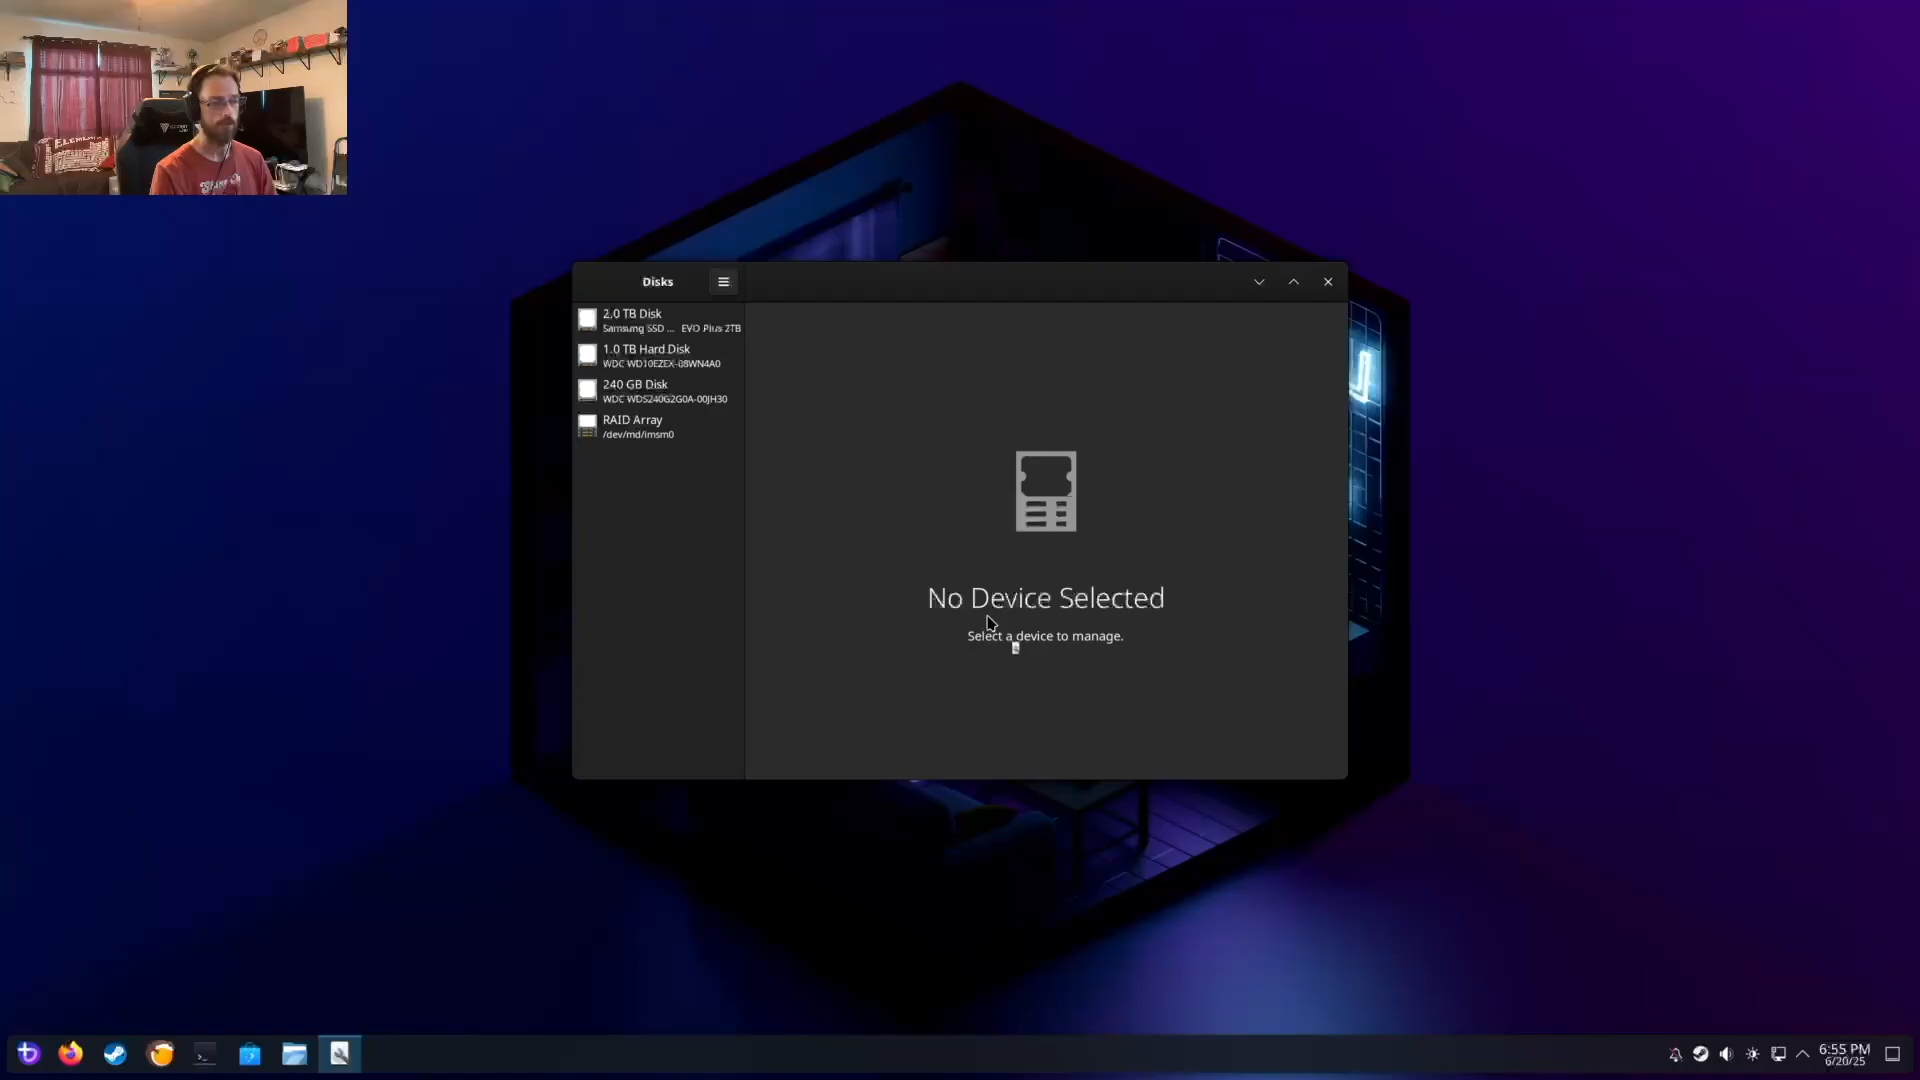 Disks
2.0 TB Disk
Samsung SSD ... EVO Plus 2TB
1.0 TB Hard Disk
WDC WD10EZEX-08WN4A0
240 GB Disk
WDC WDS240G2G0A-00JH30
RAID Array
/dev/md/imsm0
No Device Selected
Select a device to manage.
6:55 PM
6/20/25